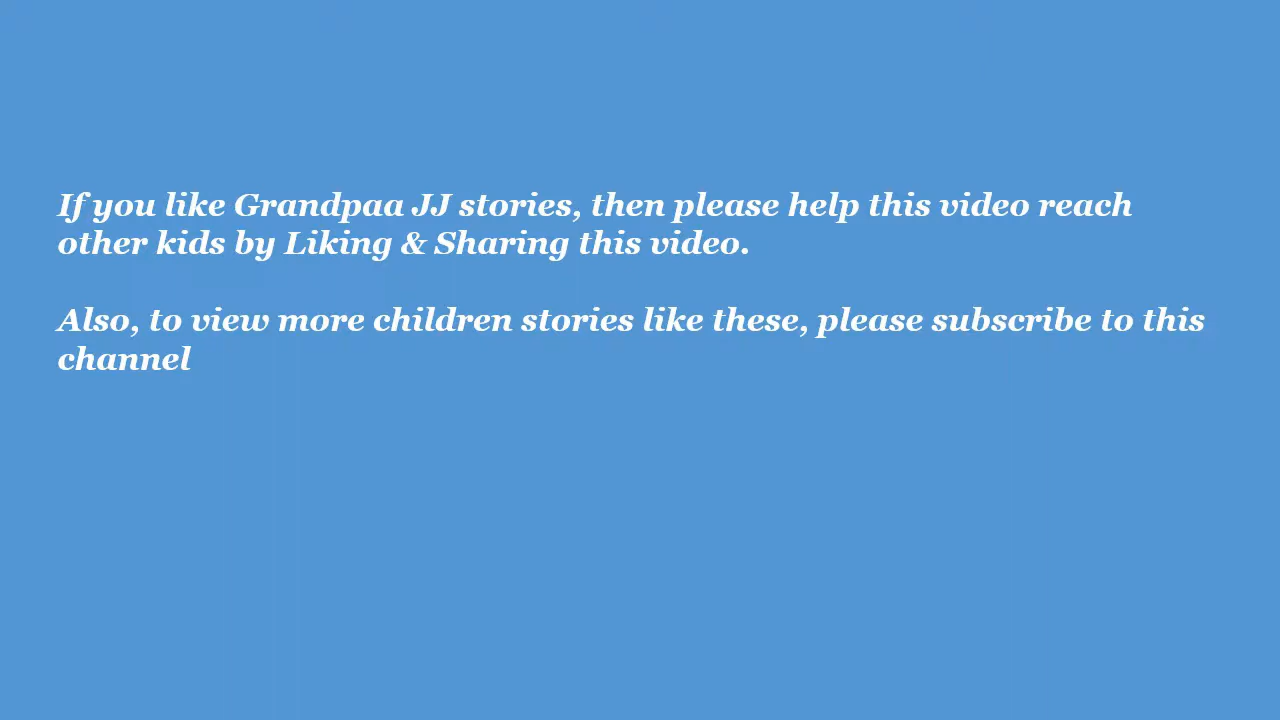 If you like Grandpaa JJ stories, then please help this video reach
other kids by Liking & Sharing this video.
Also, to view more children stories like these, please subscribe to this
channel